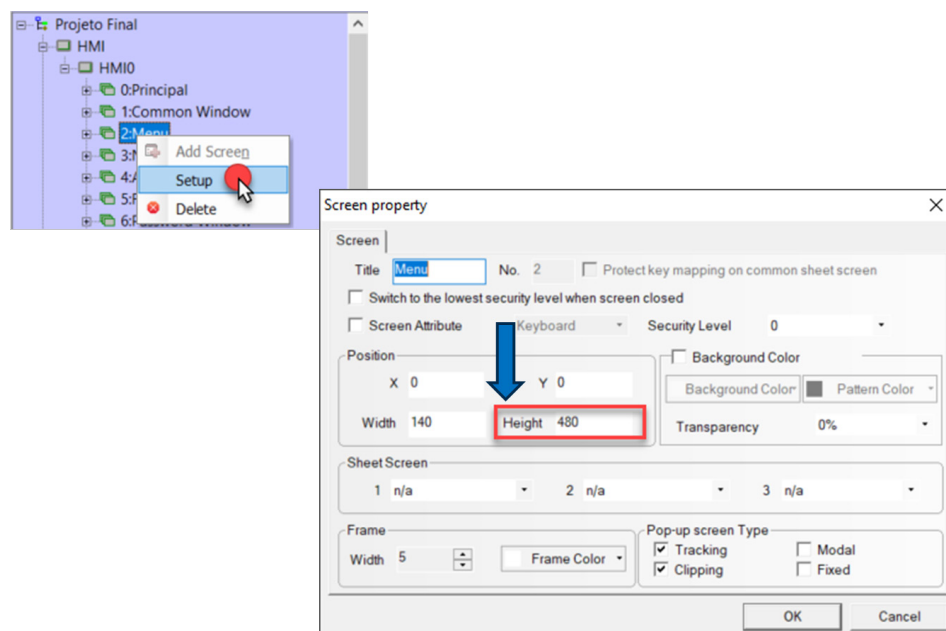 Projeto Final
HMI
HMI0
0:Principal
1:Common Window
2:Menu
Add Screen
Setup
Delete
Screen property
Screen
Title Menu No. 2 Protect key mapping on common sheet screen
Switch to the lowest security level when screen closed
Screen Attribute Keyboard Security Level 0
Position
X 0 Y 0
Width 140 Height 480
Background Color
Background Color Pattern Color
Transparency 0%
Sheet Screen
1 n/a 2 n/a 3 n/a
Frame
Width 5 Frame Color
Pop-up screen Type
Tracking Modal
Clipping Fixed
OK Cancel